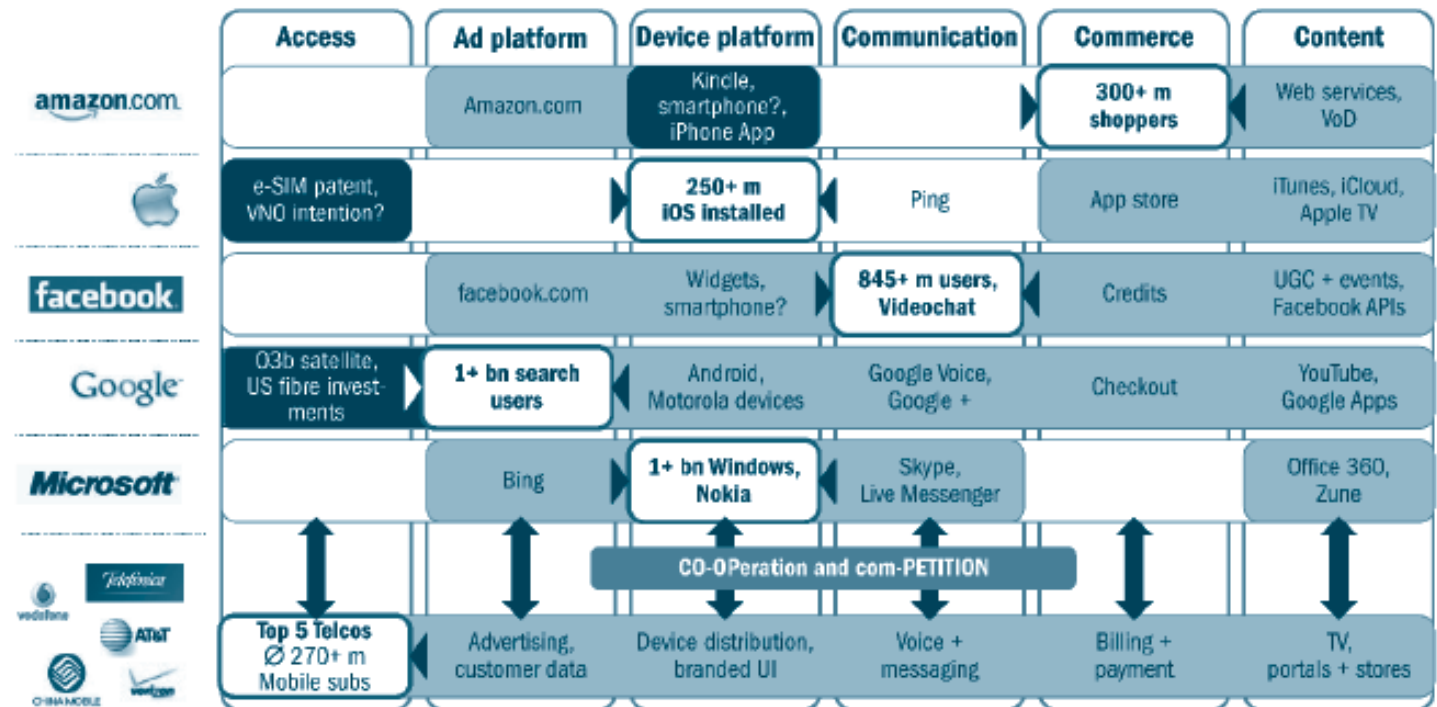 Access
Ad platform
Device platform
Communication
Commerce
Content
amazon.com
Amazon.com
Kindle,
smartphone?,
iPhone App
300+ m
shoppers
Web services,
VoD
e-SIM patent,
VNO intention?
250+ m
iOS installed
Ping
App store
iTunes, iCloud,
Apple TV
facebook
facebook.com
Widgets,
smartphone?
845+ m users,
Videochat
Credits
UGC + events,
Facebook APIs
Google
O3b satellite,
US fibre invest-
ments
1+ bn search
users
Android,
Motorola devices
Google Voice,
Google +
Checkout
YouTube,
Google Apps
Microsoft
Bing
1+ bn Windows,
Nokia
Skype,
Live Messenger
Office 360,
Zune
CO-OPeration and com-PETITION
Telefónica
vodafone
AT&T
CHINA MOBILE
verizon
Top 5 Telcos
Ø 270+ m
Mobile subs
Advertising,
customer data
Device distribution,
branded UI
Voice +
messaging
Billing +
payment
TV,
portals + stores